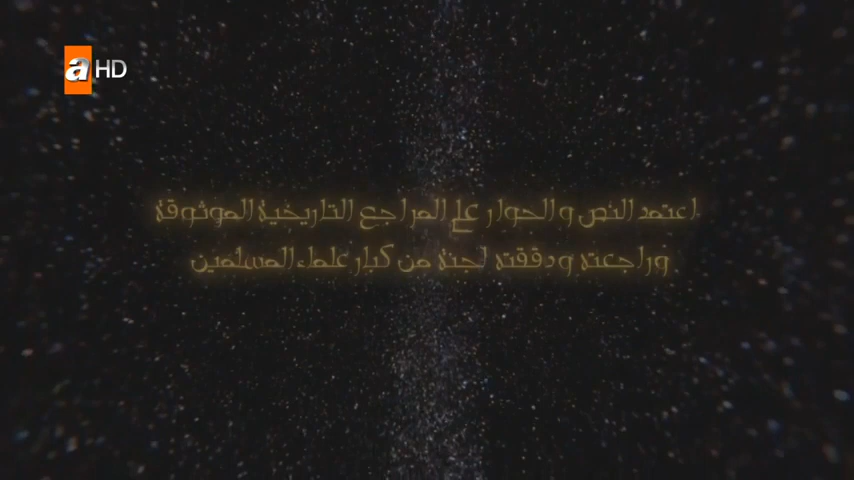 a HD
اعتمد النص والحوار على المراجع التاريخية الموثوقة
وراجعته ودققته لجنة من كبار علماء المسلمين